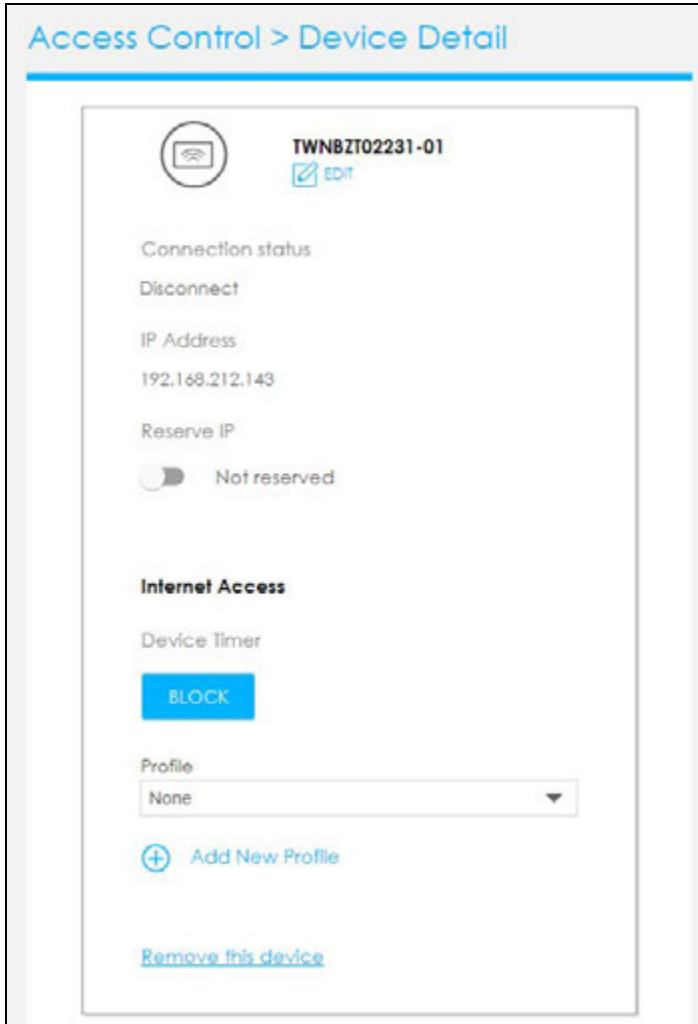 Access Control > Device Detail
TWNBZT02231-01
EDIT
Connection status
Disconnect
IP Address
192.168.212.143
Reserve IP
Not reserved
Internet Access
Device Timer
BLOCK
Profile
None
Add New Profile
Remove this device